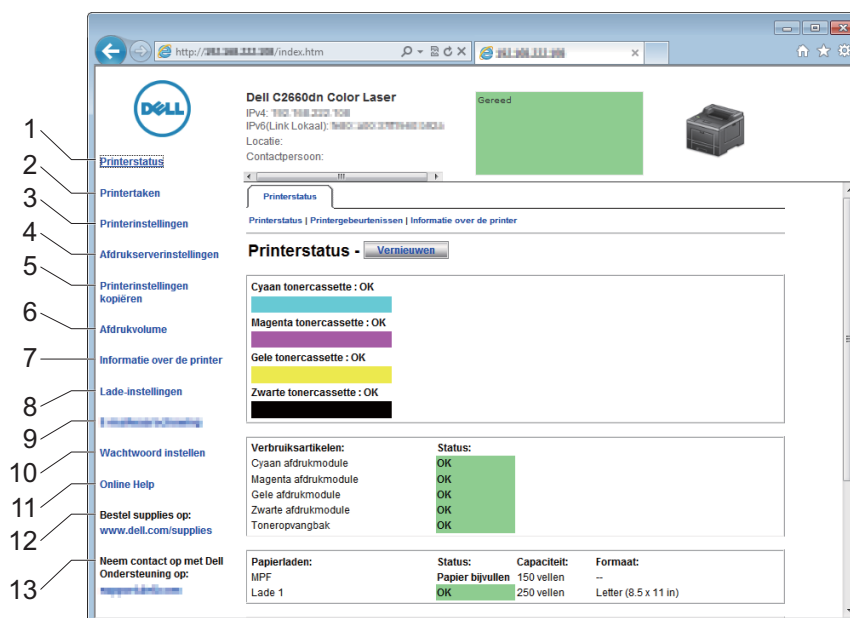 http://
/index.htm
DELL
Dell C2660dn Color Laser
IPv4:
IPv6(Link Lokaal):
Locatie:
Contactpersoon:
Gereed
1
2
3
4
5
6
7
8
9
10
11
12
13
Printerstatus
Printertaken
Printerinstellingen
Afdrukserverinstellingen
Printerinstellingen
kopiëren
Afdrukvolume
Informatie over de printer
Lade-instellingen
Wachtwoord instellen
Online Help
Bestel supplies op:
www.dell.com/supplies
Neem contact op met Dell
Ondersteuning op:
Printerstatus
Printerstatus | Printergebeurtenissen | Informatie over de printer
Printerstatus - Vernieuwen
Cyaan tonercassette : OK
Magenta tonercassette : OK
Gele tonercassette : OK
Zwarte tonercassette : OK
Verbruiksartikelen: Status:
Cyaan afdrukmodule OK
Magenta afdrukmodule OK
Gele afdrukmodule OK
Zwarte afdrukmodule OK
Toneropvangbak OK
Papierladen: Status: Capaciteit: Formaat:
MPF Papier bijvullen 150 vellen --
Lade 1 OK 250 vellen Letter (8.5 x 11 in)